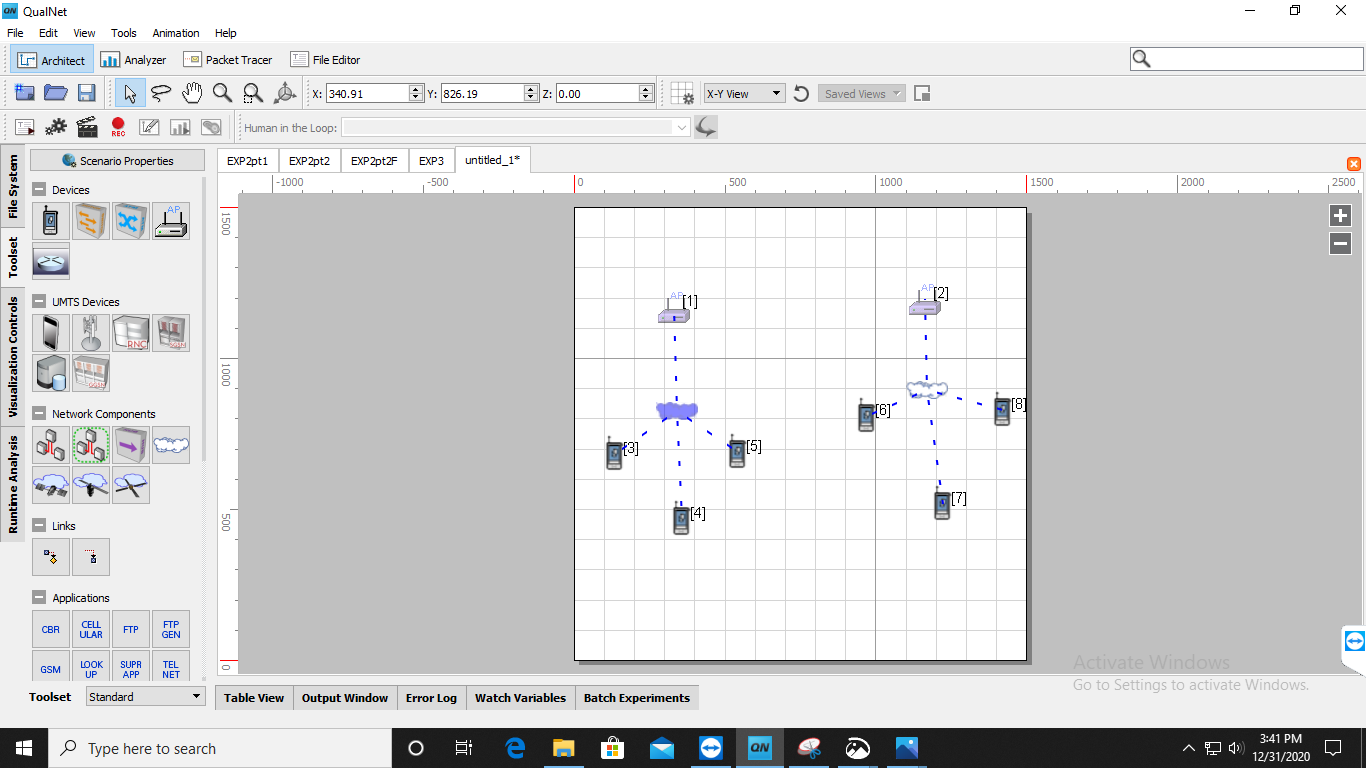 QN QualNet
File Edit View Tools Animation Help
Architect Analyzer Packet Tracer File Editor
X: 340.91 Y: 826.19 Z: 0.00 X-Y View Saved Views
REC Human in the Loop:
File System
Toolset
Visualization Controls
Runtime Analysis
Scenario Properties
Devices
AP
UMTS Devices
RNC
SGSN
GGSN
Network Components
Links
Applications
CBR CELL ULAR FTP FTP GEN
GSM LOOK UP SUPR APP TEL NET
Toolset Standard
EXP2pt1 EXP2pt2 EXP2pt2F EXP3 untitled_1*
-1000 -500 0 500 1000 1500 2000 2500
1500
1000
500
0
AP [1]
AP [2]
[3]
[4]
[5]
[6]
[7]
[8]
Activate Windows
Go to Settings to activate Windows.
Table View Output Window Error Log Watch Variables Batch Experiments
Type here to search
QN
3:41 PM
12/31/2020